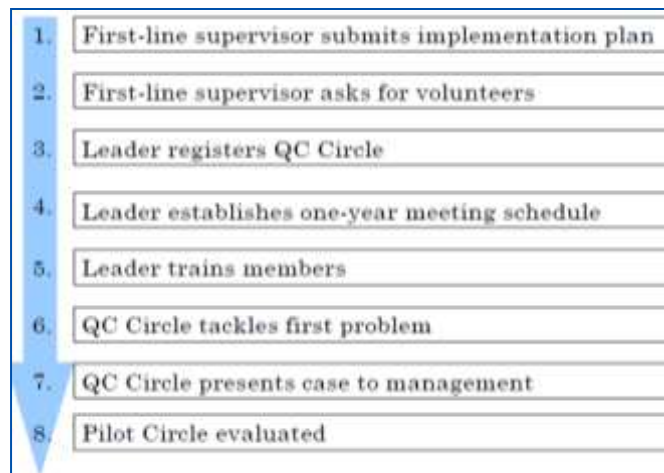 1. First-line supervisor submits implementation plan
2. First-line supervisor asks for volunteers
3. Leader registers QC Circle
4. Leader establishes one-year meeting schedule
5. Leader trains members
6. QC Circle tackles first problem
7. QC Circle presents case to management
8. Pilot Circle evaluated